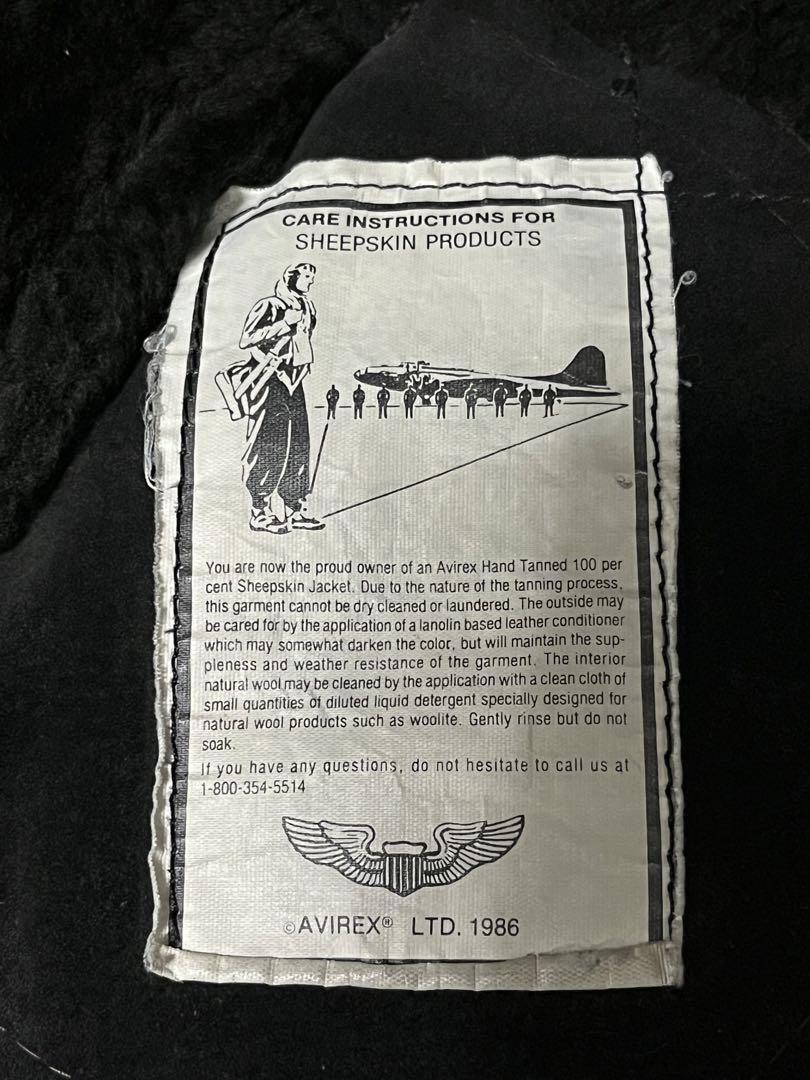 CARE INSTRUCTIONS FOR
SHEEPSKIN PRODUCTS
You are now the proud owner of an Avirex Hand Tanned 100 per
cent Sheepskin Jacket. Due to the nature of the tanning process,
this garment cannot be dry cleaned or laundered. The outside may
be cared for by the application of a lanolin based leather conditioner
which may somewhat darken the color, but will maintain the sup-
pleness and weather resistance of the garment. The interior
natural wool may be cleaned by the application with a clean cloth of
small quantities of diluted liquid detergent specially designed for
natural wool products such as woolite. Gently rinse but do not
soak.
If you have any questions, do not hesitate to call us at
1-800-354-5514
©AVIREX® LTD. 1986